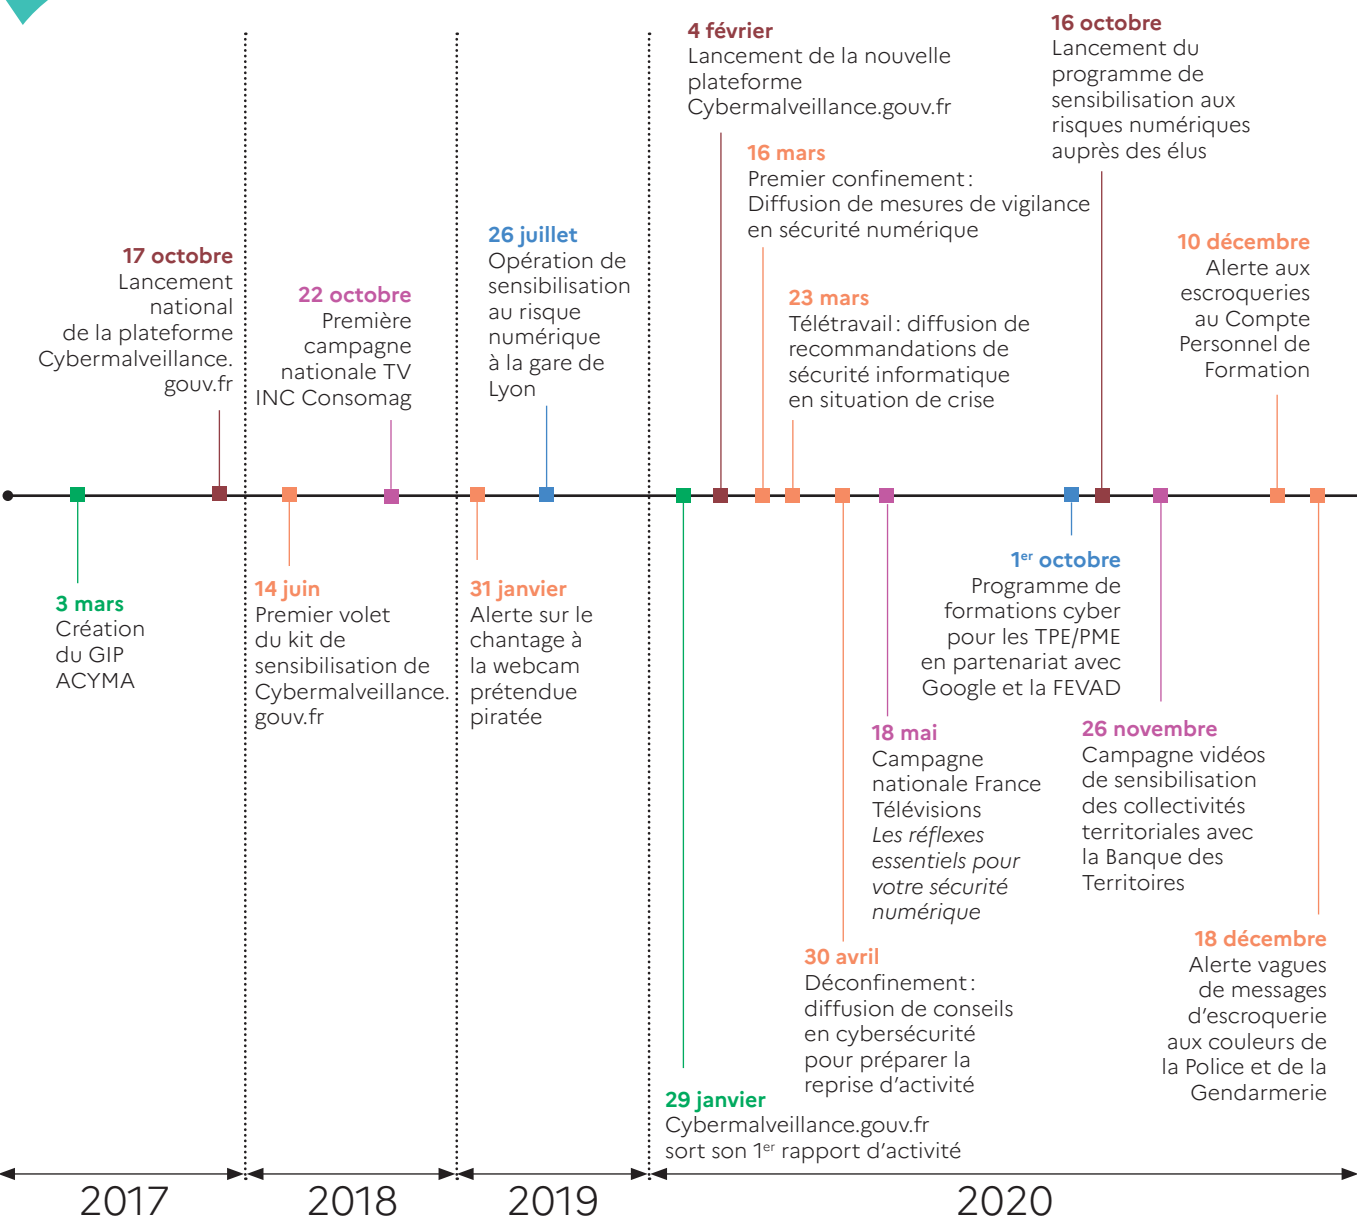 17 octobre
Lancement
national
de la plateforme
Cybermalveillance.
gouv.fr
22 octobre
Première
campagne
nationale TV
INC Consomag
26 juillet
Opération de
sensibilisation
au risque
numérique
à la gare de
Lyon
4 février
Lancement de la nouvelle
plateforme
Cybermalveillance.gouv.fr
16 mars
Premier confinement :
Diffusion de mesures de vigilance
en sécurité numérique
23 mars
Télétravail : diffusion de
recommandations de
sécurité informatique
en situation de crise
16 octobre
Lancement du
programme de
sensibilisation aux
risques numériques
auprès des élus
10 décembre
Alerte aux
escroqueries
au Compte
Personnel de
Formation
3 mars
Création
du GIP
ACYMA
14 juin
Premier volet
du kit de
sensibilisation de
Cybermalveillance.
gouv.fr
31 janvier
Alerte sur le
chantage à
la webcam
prétendue
piratée
29 janvier
Cybermalveillance.gouv.fr
sort son 1er rapport d'activité
30 avril
Déconfinement :
diffusion de conseils
en cybersécurité
pour préparer la
reprise d'activité
18 mai
Campagne
nationale France
Télévisions
Les réflexes
essentiels pour
votre sécurité
numérique
1er octobre
Programme de
formations cyber
pour les TPE/PME
en partenariat avec
Google et la FEVAD
26 novembre
Campagne vidéos
de sensibilisation
des collectivités
territoriales avec
la Banque des
Territoires
18 décembre
Alerte vagues
de messages
d'escroquerie
aux couleurs de
la Police et de la
Gendarmerie
2017
2018
2019
2020